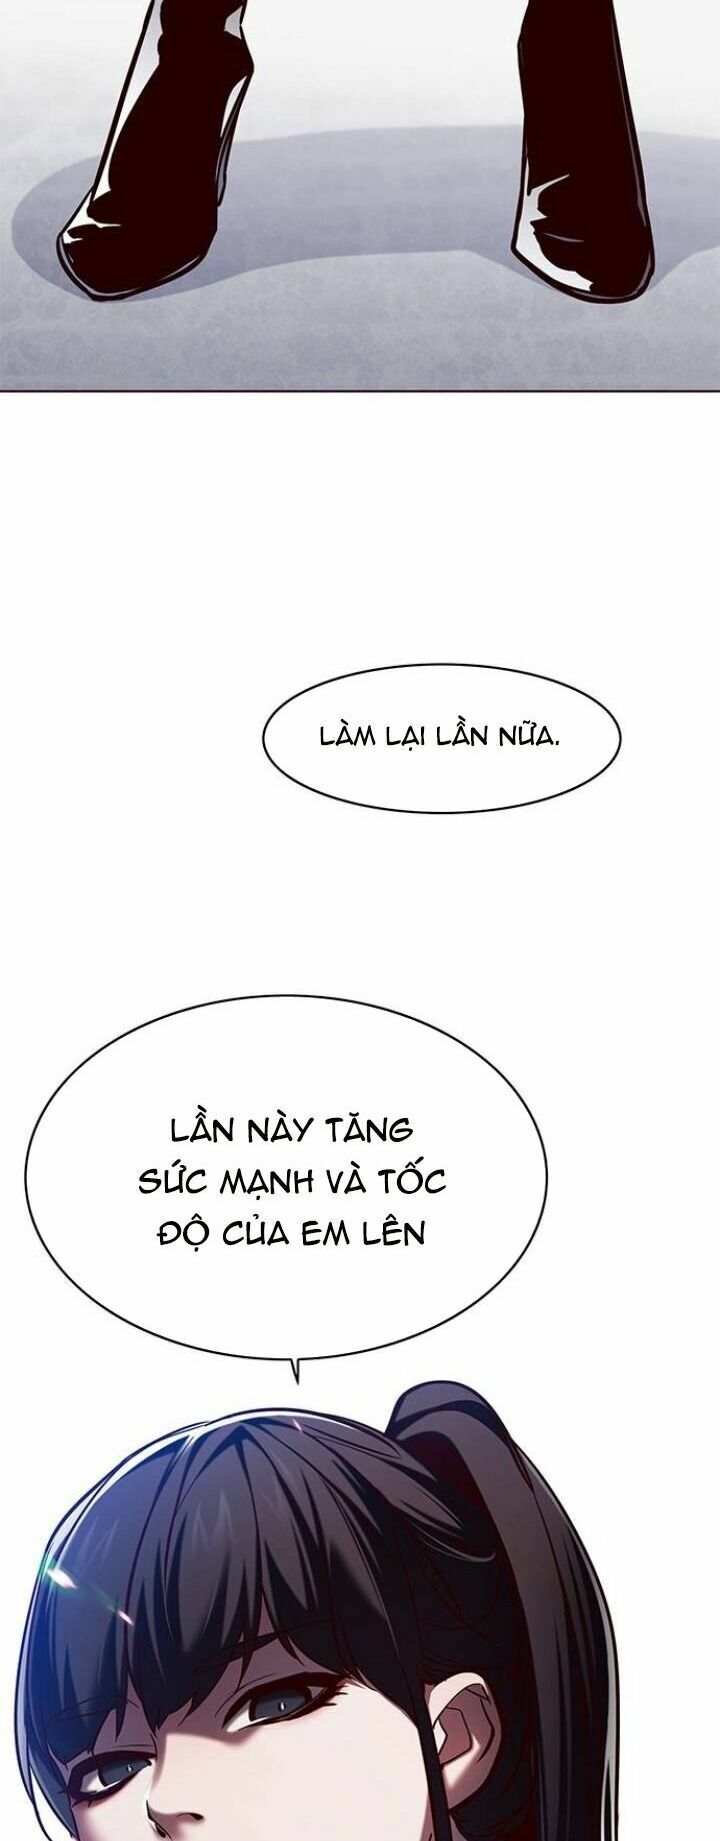 LÀM LẠI LẦN NỮA.
LẦN NÀY TĂNG
SỨC MẠNH VÀ TỐC
ĐỘ CỦA EM LÊN